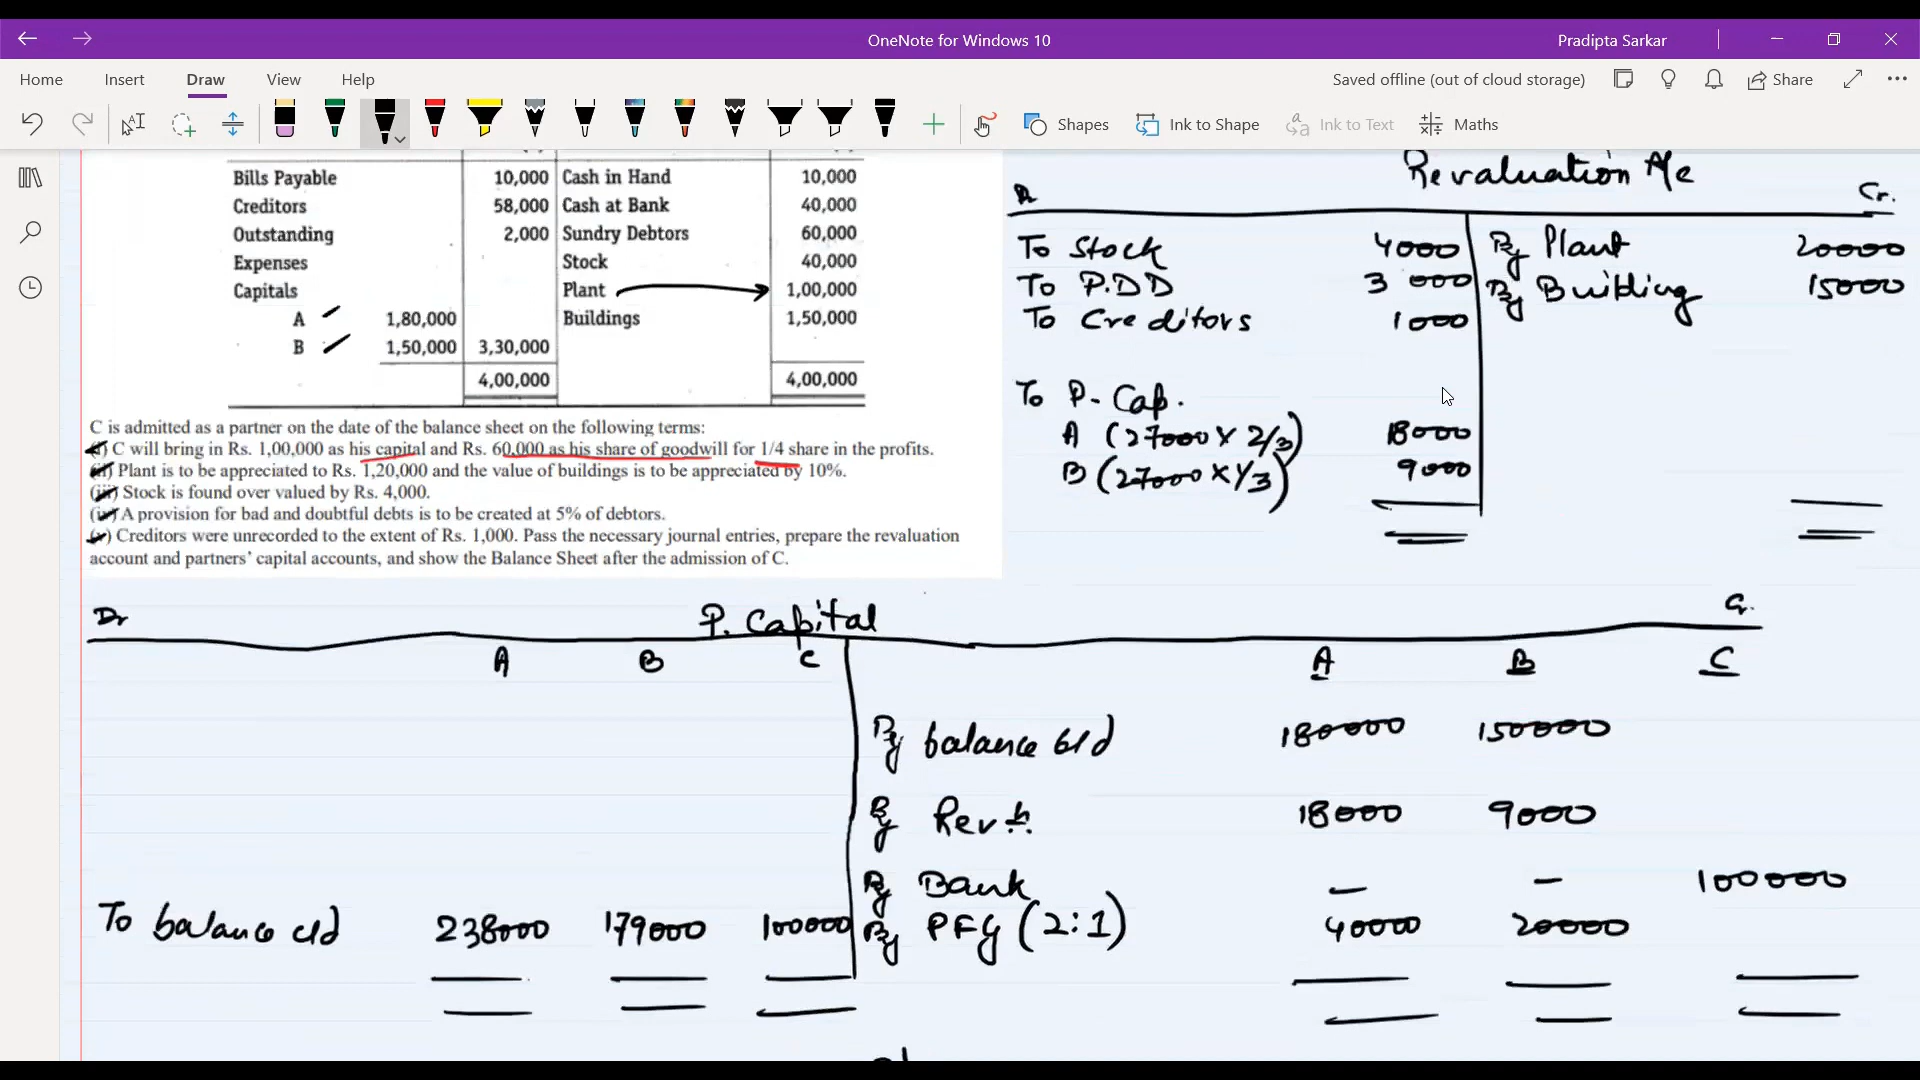 OneNote for Windows 10
Pradipta Sarkar
Home Insert Draw View Help
Saved offline (out of cloud storage)
Share
Shapes
Ink to Shape
Ink to Text
Maths
Bills Payable 10,000 Cash in Hand 10,000
Creditors 58,000 Cash at Bank 40,000
Outstanding 2,000 Sundry Debtors 60,000
Expenses Stock 40,000
Capitals Plant 1,00,000
A 1,80,000 Buildings 1,50,000
B 1,50,000 3,30,000
4,00,000 4,00,000
C is admitted as a partner on the date of the balance sheet on the following terms:
(i) C will bring in Rs. 1,00,000 as his capital and Rs. 60,000 as his share of goodwill for 1/4 share in the profits.
(ii) Plant is to be appreciated to Rs. 1,20,000 and the value of buildings is to be appreciated by 10%.
(iii) Stock is found over valued by Rs. 4,000.
(iv) A provision for bad and doubtful debts is to be created at 5% of debtors.
(v) Creditors were unrecorded to the extent of Rs. 1,000. Pass the necessary journal entries, prepare the revaluation
account and partners' capital accounts, and show the Balance Sheet after the admission of C.
Revaluation A/c
Cr.
To Stock 4000 By Plant 20000
To P.DD 3000 By Building 15000
To Creditors 1000
To P. Cap.
A (27000 X 2/3) 18000
B (27000 X 1/3) 9000
Dr P. Capital Cr.
A B C A B C
By balance b/d 180000 150000
By Revn. 18000 9000
By Bank — — 100000
To balance c/d 238000 179000 100000 By PFG (2:1) 40000 20000